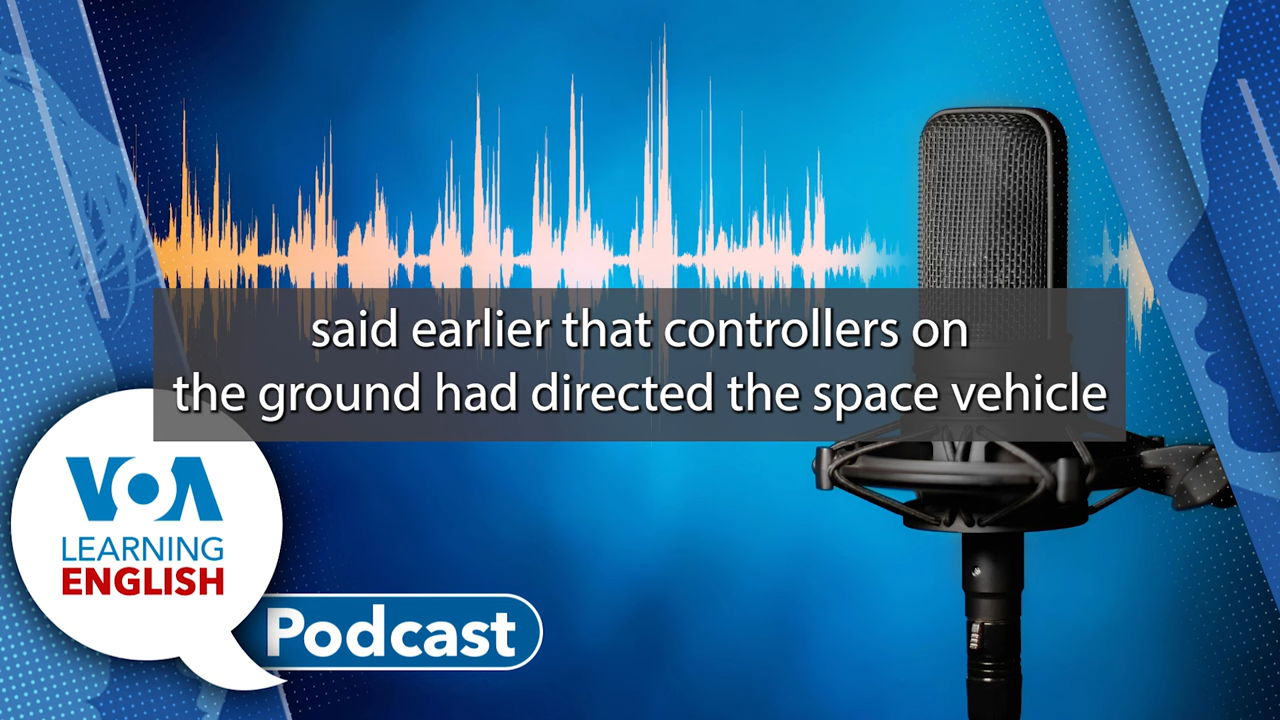 said earlier that controllers on
the ground had directed the space vehicle
VOA
LEARNING
ENGLISH
Podcast